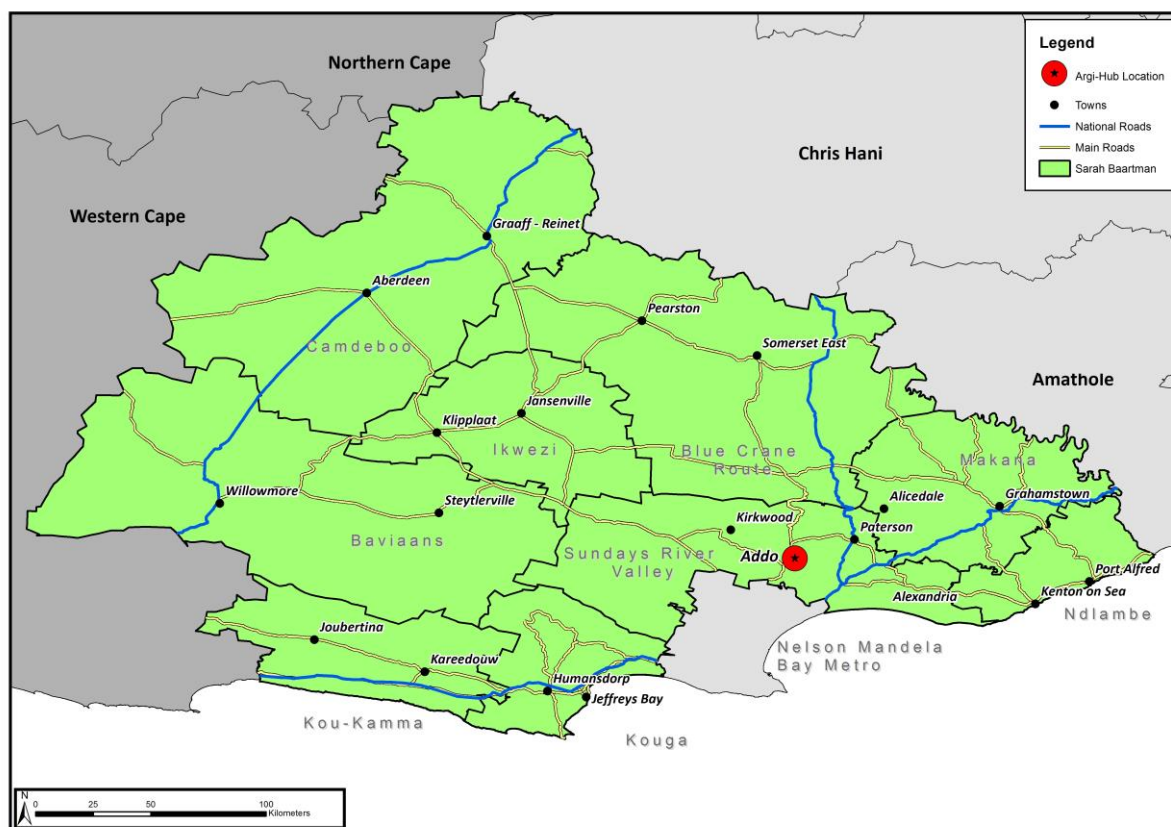 Northern Cape
Western Cape
Chris Hani
Amathole
Legend
Argi-Hub Location
Towns
National Roads
Main Roads
Sarah Baartman
Graaff - Reinet
Aberdeen
Camdeboo
Pearston
Somerset East
Jansenville
Klipplaat
Ikwezi
Blue Crane
Route
Makana
Willowmore
Steytlerville
Baviaans
Alicedale
Grahamstown
Kirkwood
Paterson
Addo
Sundays River
Valley
Port Alfred
Kenton on Sea
Alexandria
Ndlambe
Nelson Mandela
Bay Metro
Joubertina
Kareedouw
Humansdorp
Jeffreys Bay
Kou-Kamma
Kouga
N
0 25 50 100
Kilometers